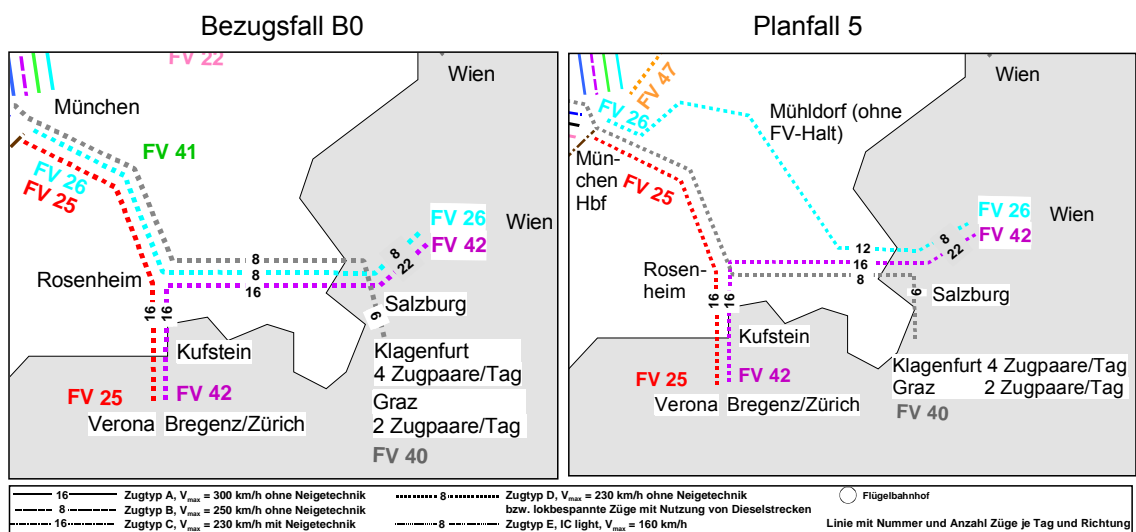 Bezugsfall B0
Planfall 5
FV 22
Wien
München
FV 41
FV 26
FV 25
FV 26
Wien
FV 42
8
22
8
8
16
Rosenheim
16
16
6
Salzburg
Kufstein
Klagenfurt
4 Zugpaare/Tag
Graz
2 Zugpaare/Tag
FV 25
FV 42
Verona
Bregenz/Zürich
FV 40
FV 47
Wien
FV 26
Mühldorf (ohne
FV-Halt)
Mün-
chen
Hbf
FV 25
FV 26
Wien
FV 42
8
22
12
16
8
Rosen-
heim
16
16
6
Salzburg
Kufstein
Klagenfurt 4 Zugpaare/Tag
Graz 2 Zugpaare/Tag
FV 25
FV 42
Verona
Bregenz/Zürich
FV 40
16 Zugtyp A, Vmax = 300 km/h ohne Neigetechnik
8 Zugtyp B, Vmax = 250 km/h ohne Neigetechnik
16 Zugtyp C, Vmax = 230 km/h mit Neigetechnik
8 Zugtyp D, Vmax = 230 km/h ohne Neigetechnik
bzw. lokbespannte Züge mit Nutzung von Dieselstrecken
8 Zugtyp E, IC light, Vmax = 160 km/h
Flügelbahnhof
Linie mit Nummer und Anzahl Züge je Tag und Richtung